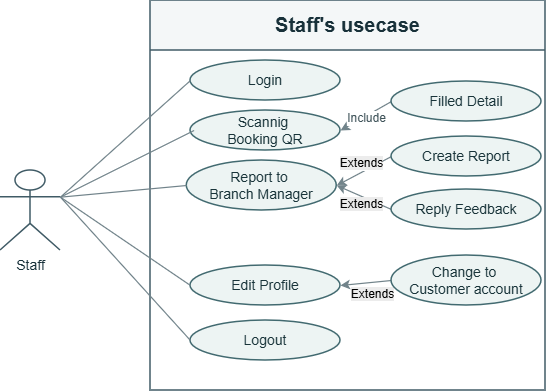 Staff's usecase
Login
Scannig
Booking QR
Include
Filled Detail
Report to
Branch Manager
Extends
Create Report
Extends
Reply Feedback
Staff
Edit Profile
Extends
Change to
Customer account
Logout